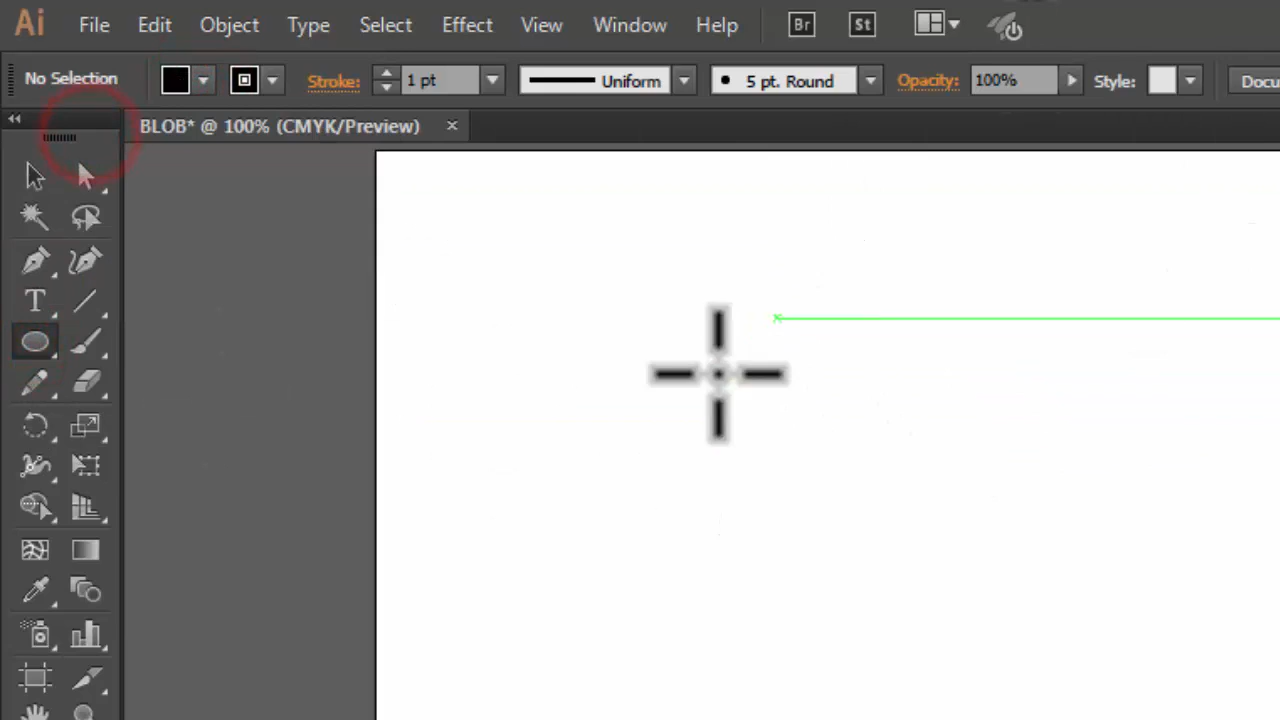 Ai File Edit Object Type Select Effect View Window Help Br St
No Selection Stroke: 1 pt Uniform 5 pt. Round Opacity: 100% Style: Docu
BLOB* @ 100% (CMYK/Preview) ×
T